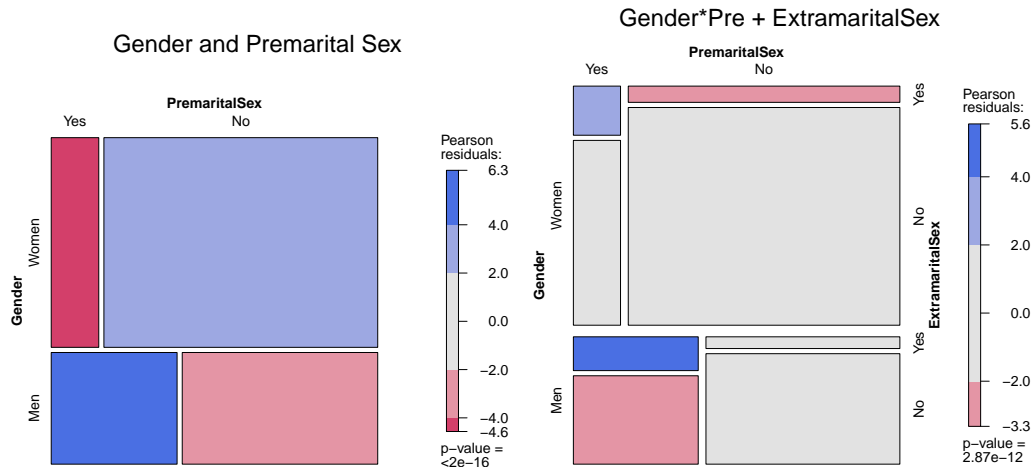 Gender and Premarital Sex
PremaritalSex
Yes No
Gender
Women
Men
Pearson
residuals:
6.3
4.0
2.0
0.0
−2.0
−4.0
−4.6
p−value =
<2e−16
Gender*Pre + ExtramaritalSex
PremaritalSex
Yes No
Gender
Women
Men
Yes
No
Yes
No
ExtramaritalSex
Pearson
residuals:
5.6
4.0
2.0
0.0
−2.0
−3.3
p−value =
2.87e−12